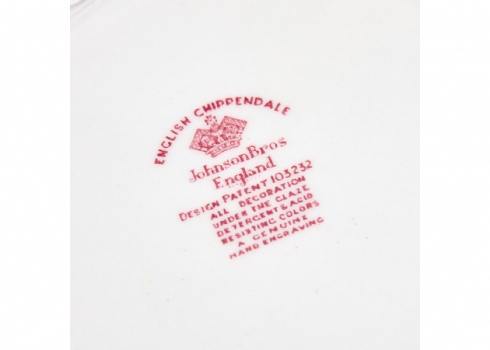 ENGLISH CHIPPENDALE
Johnson Bros
England
DESIGN PATENT 103232
ALL DECORATION
UNDER THE GLAZE
DETERGENT & ACID
RESISTING COLORS
A GENUINE
HAND ENGRAVING